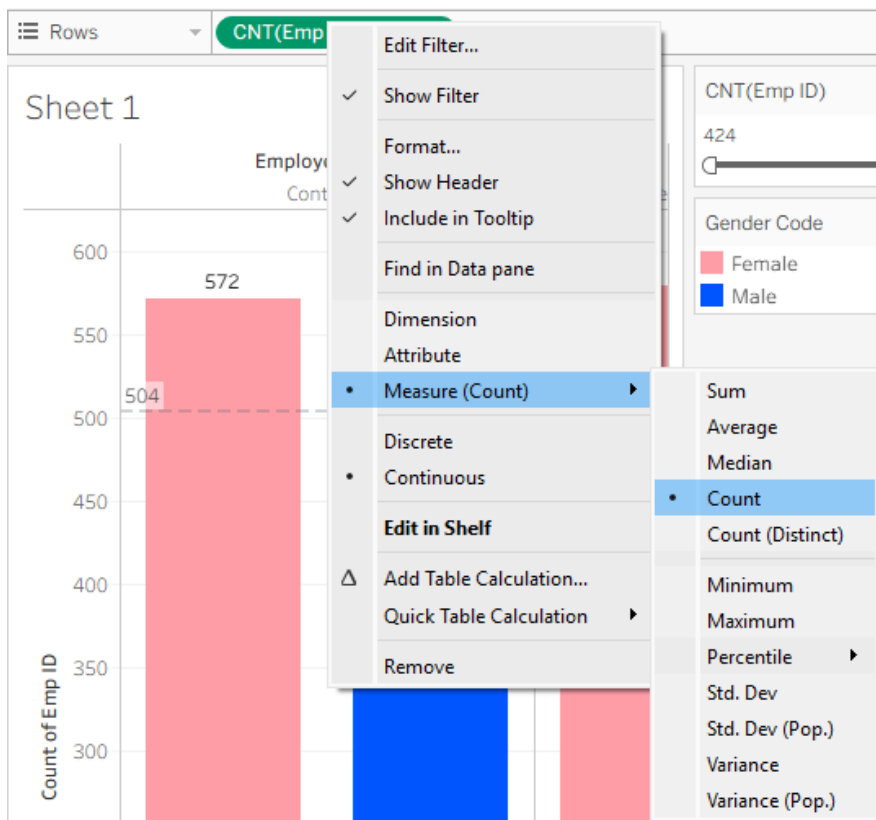 Rows
CNT(Emp
Sheet 1
Employe
Cont
e
600
550
500
450
400
350
300
572
504
Count of Emp ID
Edit Filter...
Show Filter
Format...
Show Header
Include in Tooltip
Find in Data pane
Dimension
Attribute
Measure (Count)
Discrete
Continuous
Edit in Shelf
Add Table Calculation...
Quick Table Calculation
Remove
CNT(Emp ID)
424
Gender Code
Female
Male
Sum
Average
Median
Count
Count (Distinct)
Minimum
Maximum
Percentile
Std. Dev
Std. Dev (Pop.)
Variance
Variance (Pop.)